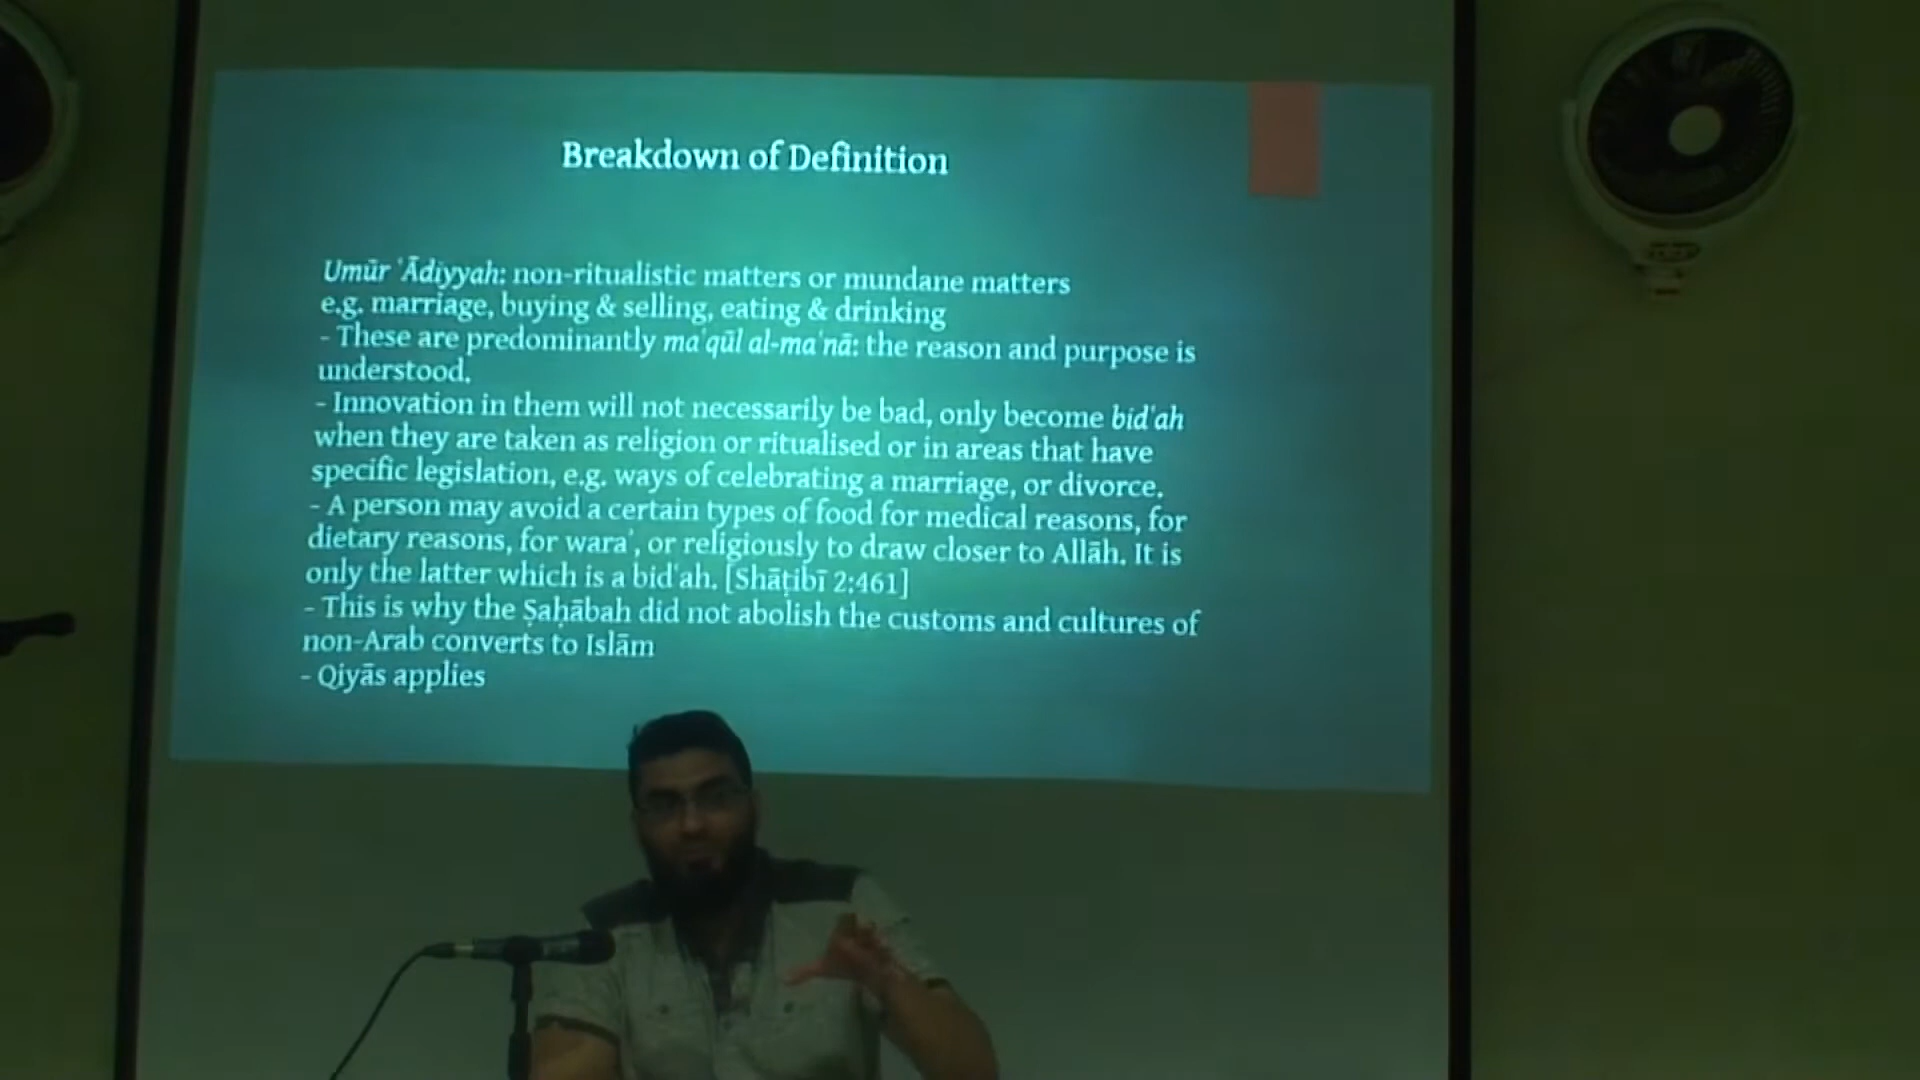 Breakdown of Definition
Umūr ʿĀdiyyah: non-ritualistic matters or mundane matters
e.g. marriage, buying & selling, eating & drinking
- These are predominantly maʿqūl al-maʿnā: the reason and purpose is
understood.
- Innovation in them will not necessarily be bad, only become bidʿah
when they are taken as religion or ritualised or in areas that have
specific legislation, e.g. ways of celebrating a marriage, or divorce.
- A person may avoid a certain types of food for medical reasons, for
dietary reasons, for waraʿ, or religiously to draw closer to Allāh. It is
only the latter which is a bidʿah. [Shāṭibī 2:461]
- This is why the Ṣaḥābah did not abolish the customs and cultures of
non-Arab converts to Islām
- Qiyās applies